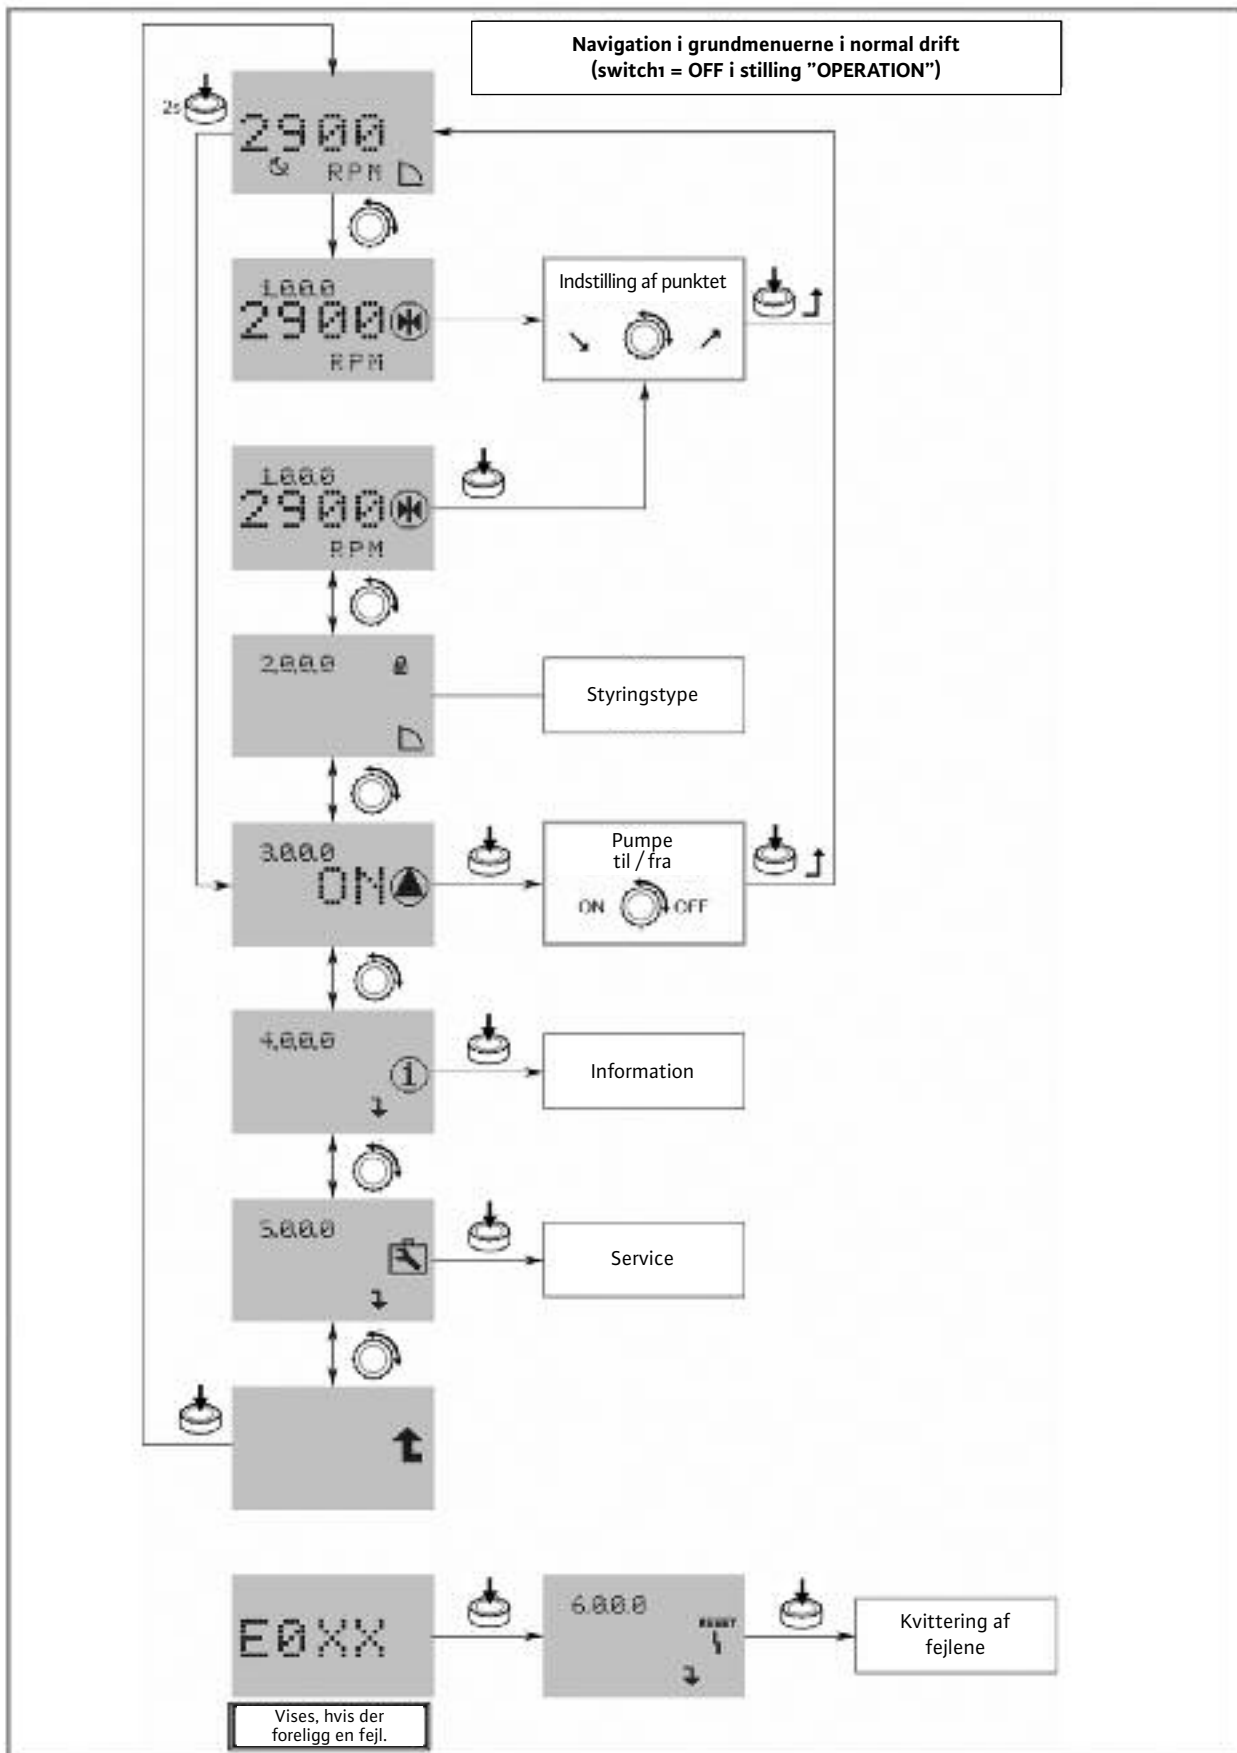 Navigation i grundmenuerne i normal drift
(switch1 = OFF i stilling ”OPERATION”)
2s
2900
RPM
1.0.0.0
2900
RPM
Indstilling af punktet
1.0.0.0
2900
RPM
2.0.0.0
Styringstype
3.0.0.0
ON
Pumpe
til / fra
ON OFF
4.0.0.0
i
Information
5.0.0.0
Service
E0XX
6.0.0.0
RESET
Kvittering af
fejlene
Vises, hvis der
foreligg en fejl.